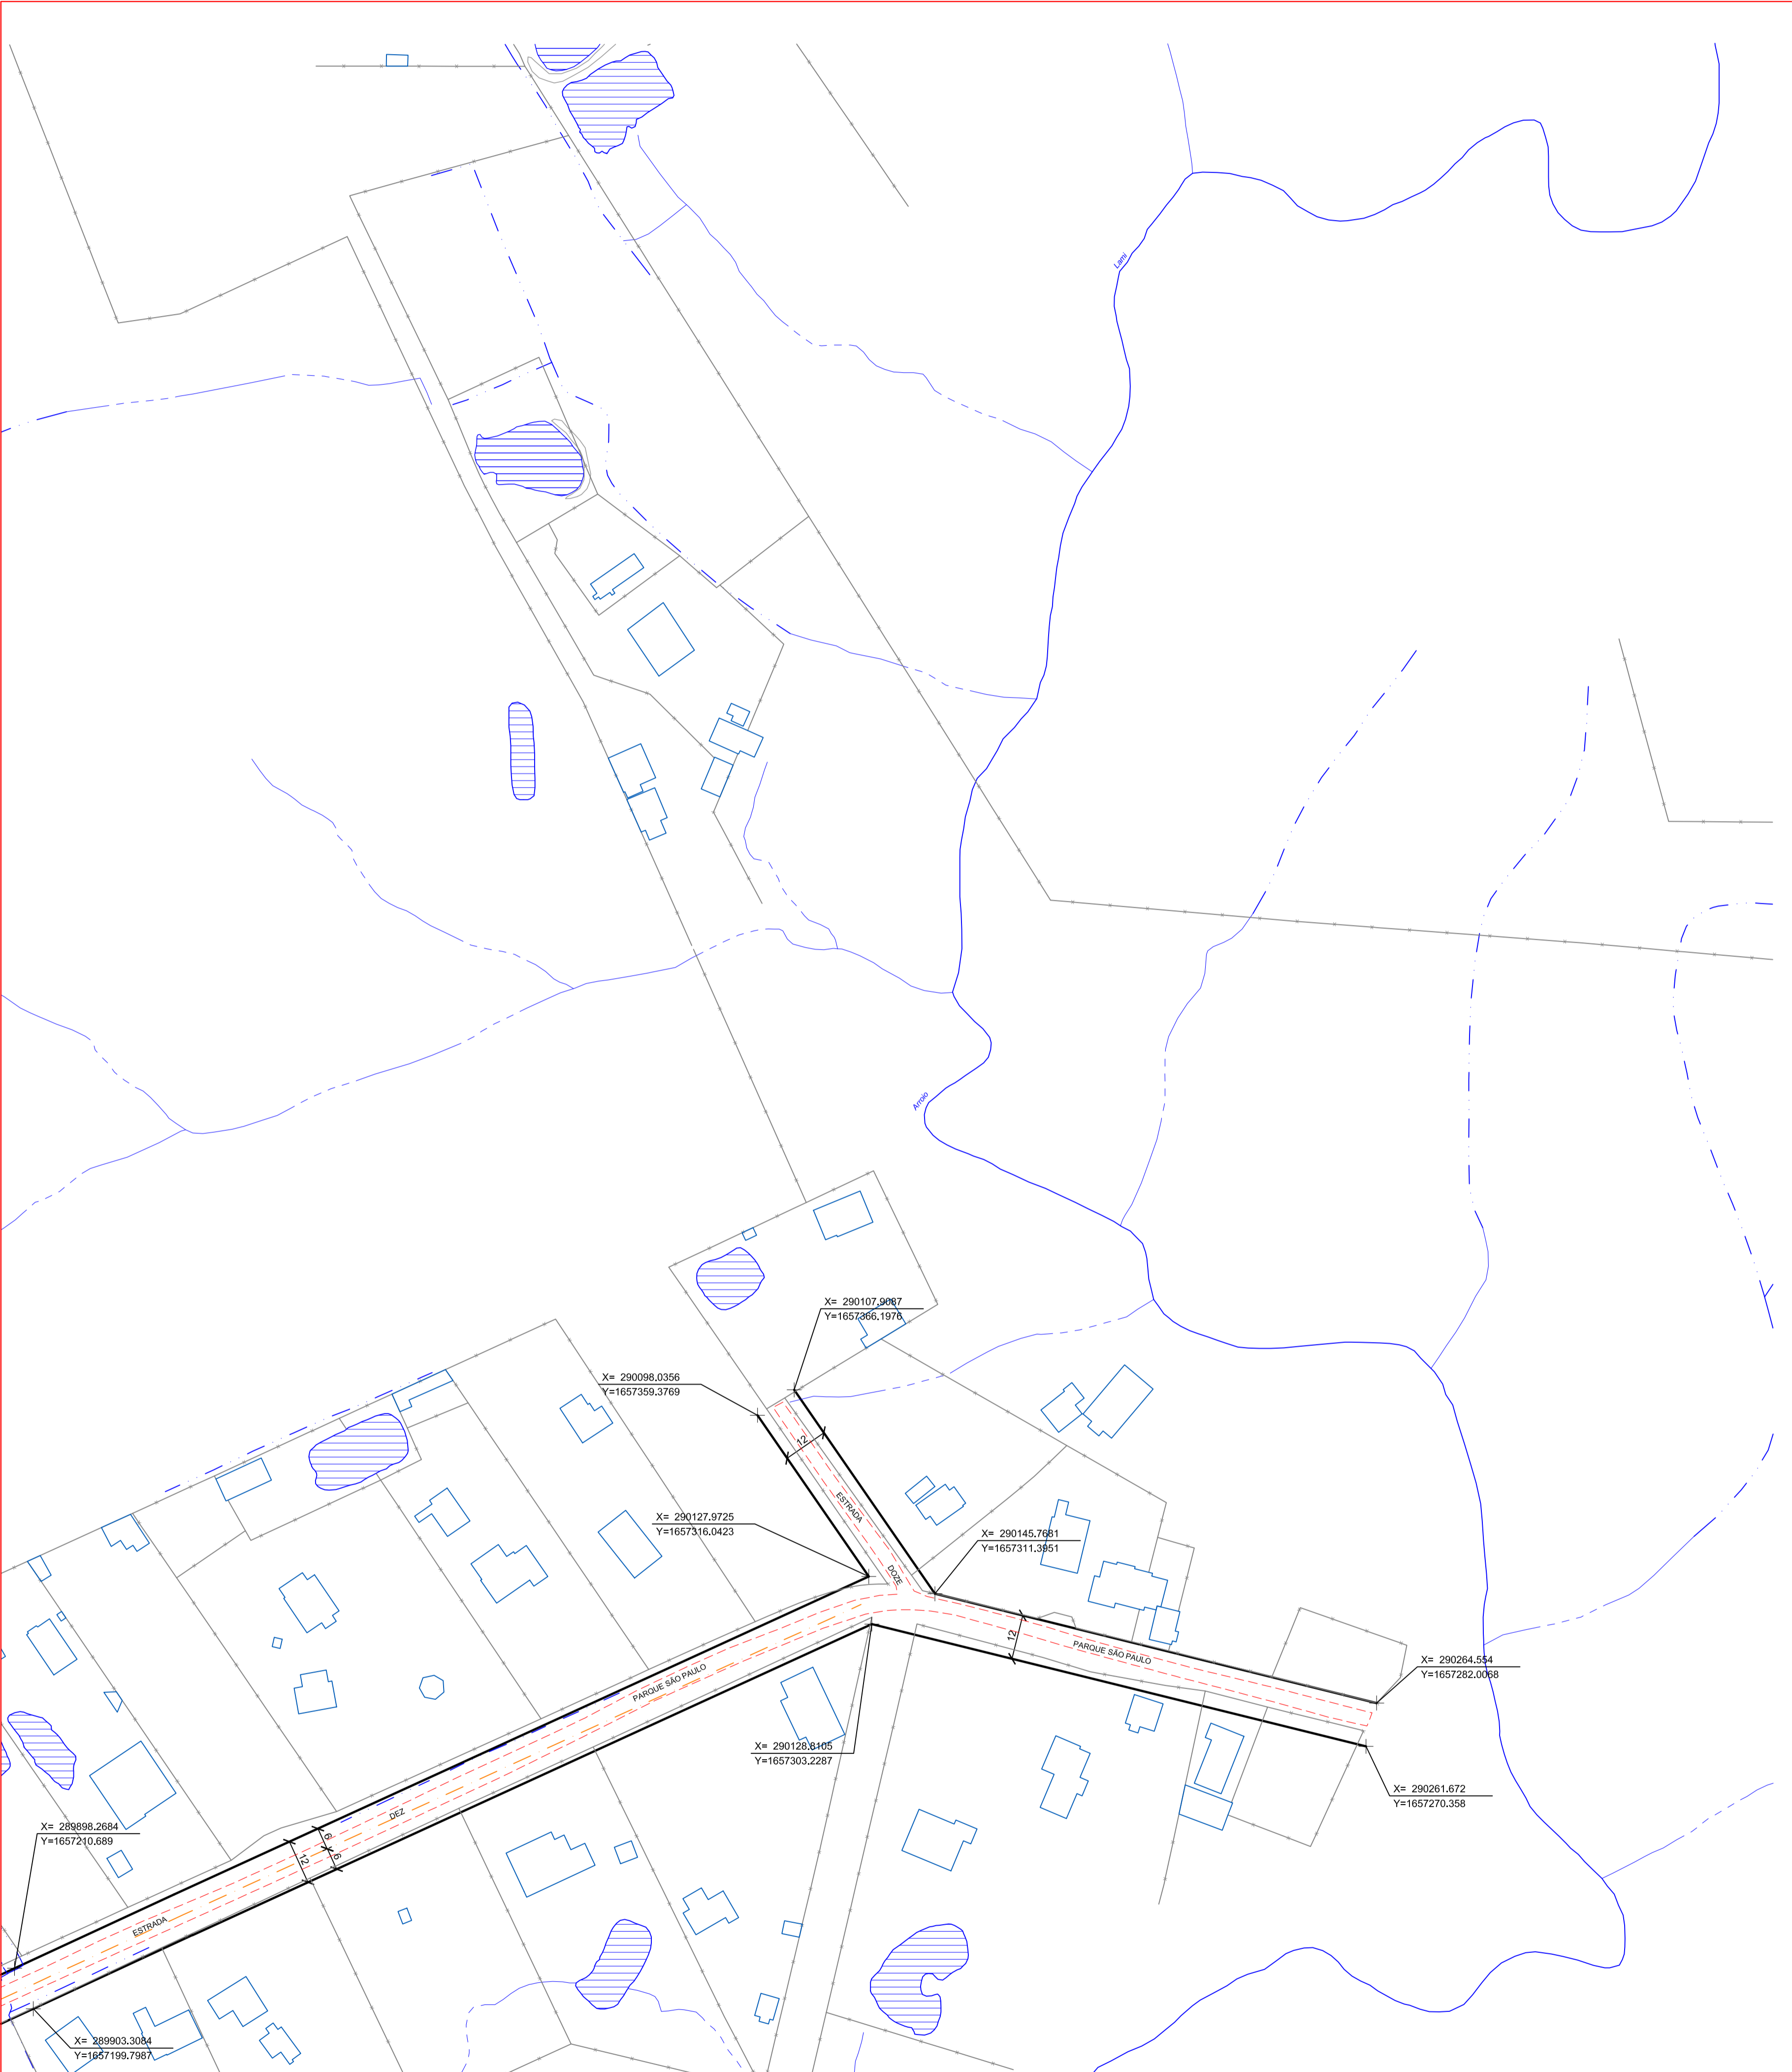 Lami
Arroio
X= 290107.9087
Y=1657366.1976
X= 290098.0356
Y=1657359.3769
12
ESTRADA
X= 290127.9725
Y=1657316.0423
X= 290145.7681
Y=1657311.3951
DOZE
12
PARQUE SÃO PAULO
X= 290264.554
Y=1657282.0068
PARQUE SÃO PAULO
X= 290128.8105
Y=1657303.2287
X= 290261.672
Y=1657270.358
DEZ
X= 289898.2684
Y=1657210.689
6
6
12
ESTRADA
X= 289903.3084
Y=1657199.7987